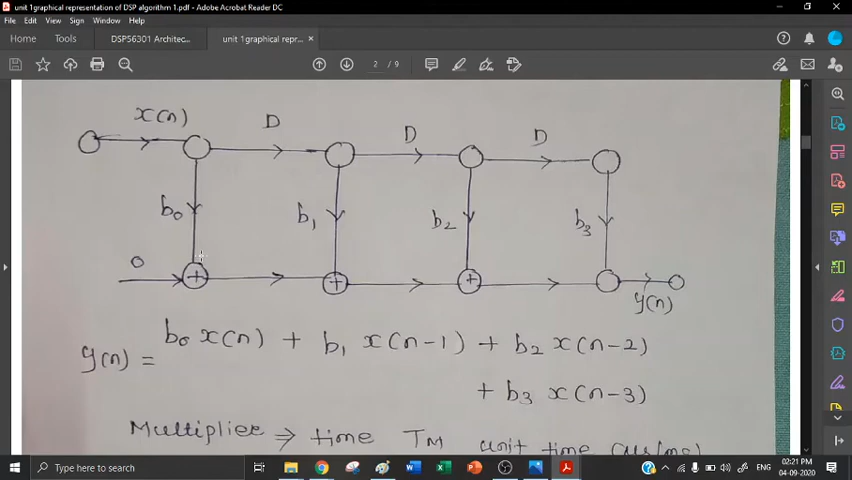 unit 1graphical representation of DSP algorithm 1.pdf - Adobe Acrobat Reader DC
File Edit View Sign Window Help
Home Tools DSP56301 Architec... unit 1graphical repr... ×
2 / 9
x(n) D D D
b0 b1 b2 b3
0 + + +
y(n)
y(n) = b0 x(n) + b1 x(n-1) + b2 x(n-2)
+ b3 x(n-3)
Multiplier ⇒ time TM unit time
Type here to search
ENG 02:21 PM
04-09-2020